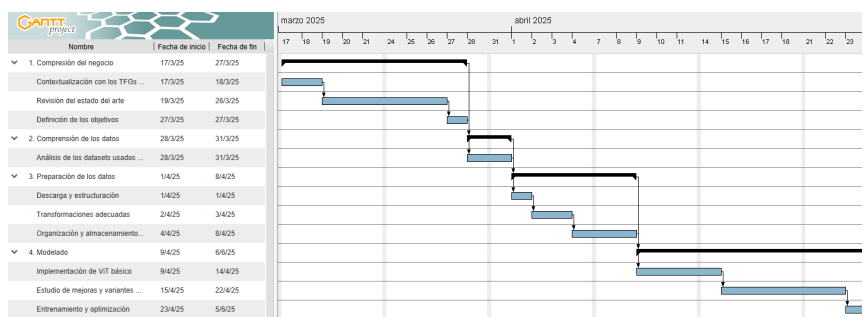 GANTT
project
marzo 2025 abril 2025
Nombre Fecha de inicio Fecha de fin 17 18 19 20 21 24 25 26 27 28 31 1 2 3 4 7 8 9 10 11 14 15 16 17 18 21 22 23
1. Compresión del negocio 17/3/25 27/3/25
Contextualización con los TFGs ... 17/3/25 18/3/25
Revisión del estado del arte 19/3/25 26/3/25
Definición de los objetivos 27/3/25 27/3/25
2. Comprensión de los datos 28/3/25 31/3/25
Análisis de los datasets usados ... 28/3/25 31/3/25
3. Preparación de los datos 1/4/25 8/4/25
Descarga y estructuración 1/4/25 1/4/25
Transformaciones adecuadas 2/4/25 3/4/25
Organización y almacenamiento... 4/4/25 8/4/25
4. Modelado 9/4/25 6/6/25
Implementación de ViT básico 9/4/25 14/4/25
Estudio de mejoras y variantes ... 15/4/25 22/4/25
Entrenamiento y optimización 23/4/25 5/6/25